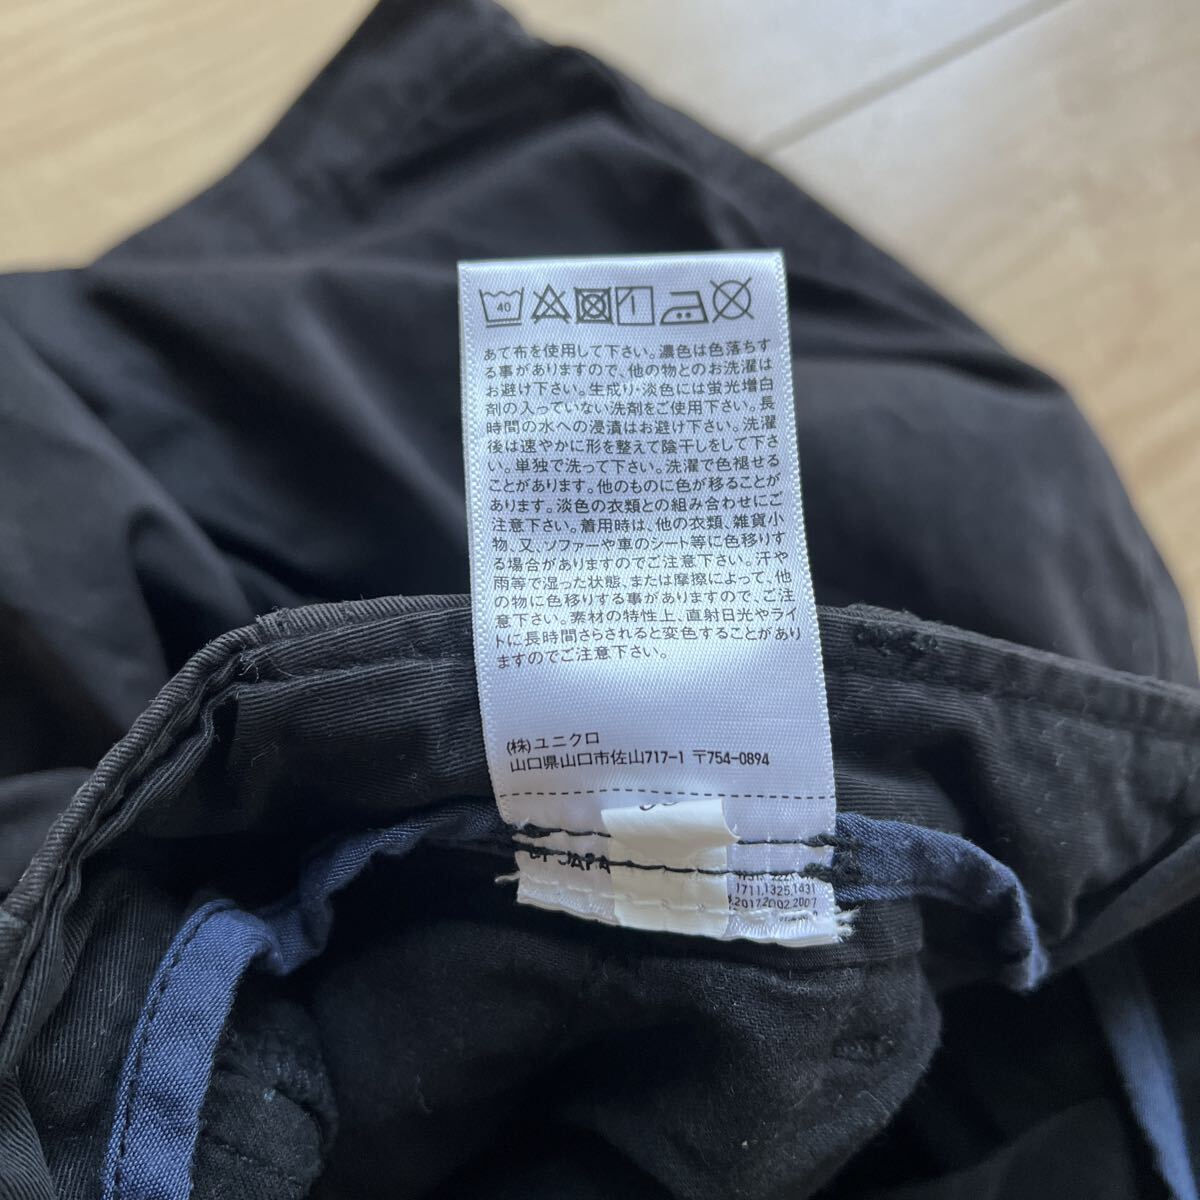 40
あて布を使用して下さい。濃色は色落ちす
る事がありますので、他の物とのお洗濯は
お避け下さい。生成り・淡色には蛍光増白
剤の入っていない洗剤をご使用下さい。長
時間の水への浸漬はお避け下さい。洗濯
後は速やかに形を整えて陰干しをして下さ
い。単独で洗って下さい。洗濯で色褪せる
ことがあります。他のものに色が移ることが
あります。淡色の衣類との組み合わせにご
注意下さい。着用時は、他の衣類、雑貨小
物、又、ソファーや車のシート等に色移りす
る場合がありますのでご注意下さい。汗や
雨等で湿った状態、または摩擦によって、他
の物に色移りする事がありますので、ご注
意下さい。素材の特性上、直射日光やライ
トに長時間さらされると変色することがあり
ますのでご注意下さい。
(株)ユニクロ
山口県山口市佐山717-1 〒754-0894
1711.1325.1431
2017.2002.2007